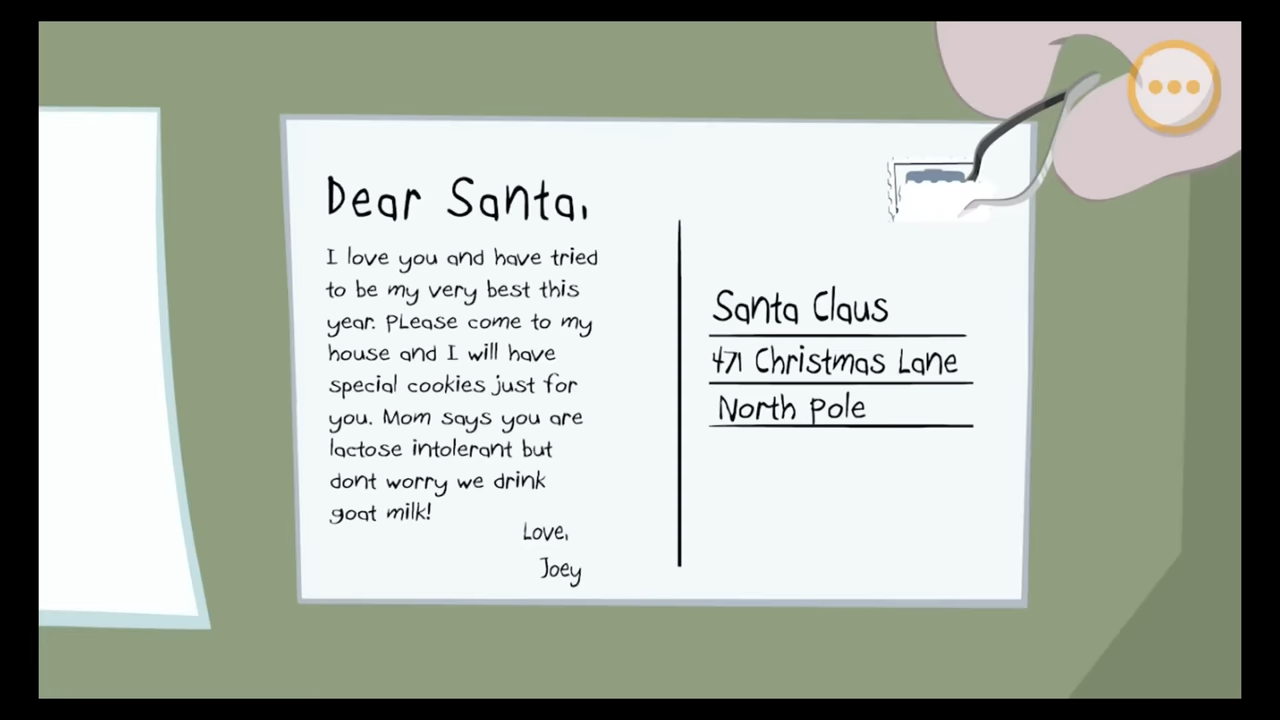 Dear Santa,
I love you and have tried
to be my very best this
year. PLease come to my
house and I will have
special cookies just for
you. Mom says you are
lactose intolerant but
dont worry we drink
goat milk!
Love,
Joey
Santa Claus
471 Christmas Lane
North Pole